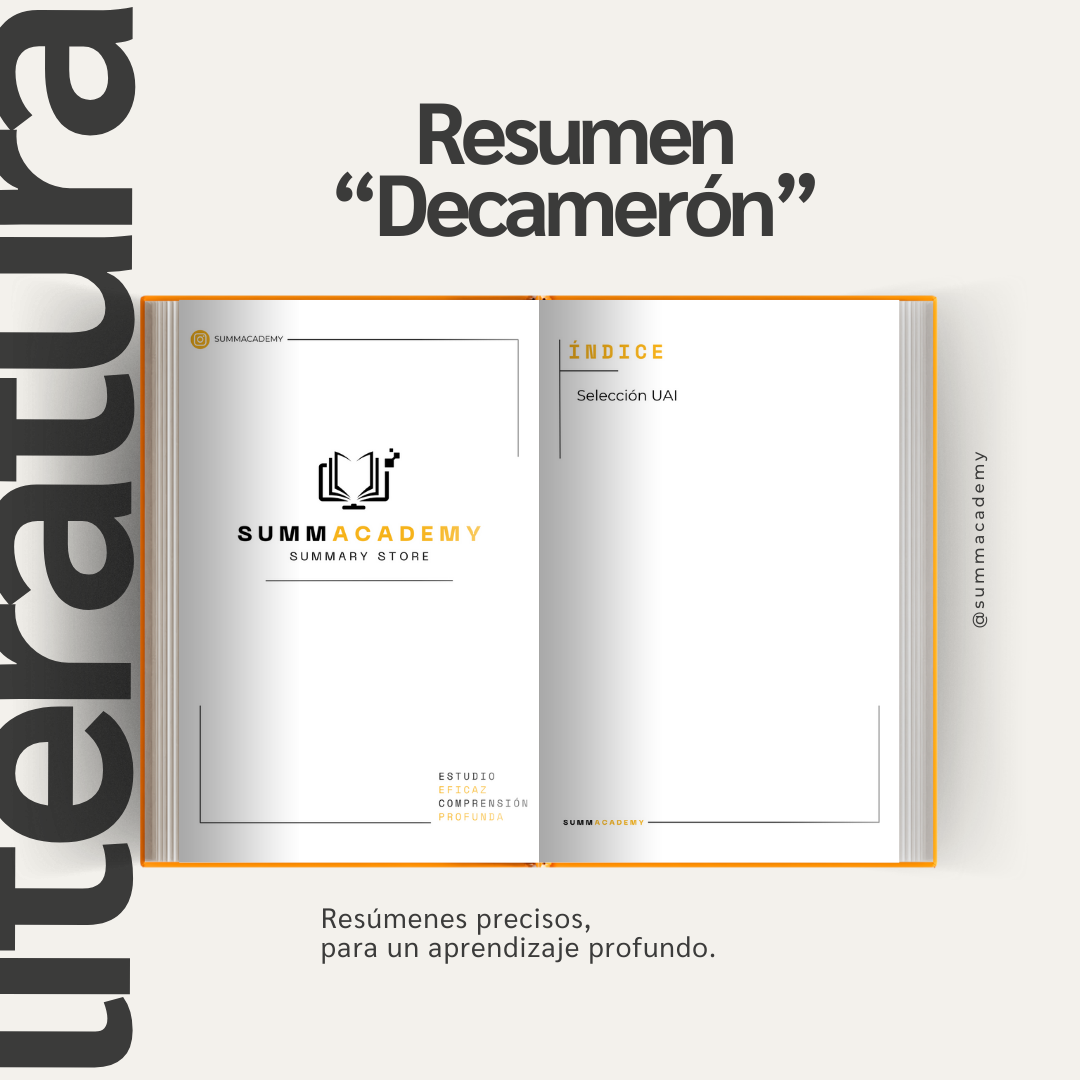 Literatura
Resumen
“Decamerón”
SUMMACADEMY
SUMMACADEMY
SUMMARY STORE
ESTUDIO
EFICAZ
COMPRENSIÓN
PROFUNDA
ÍNDICE
Selección UAI
SUMMACADEMY
@summacademy
Resúmenes precisos,
para un aprendizaje profundo.